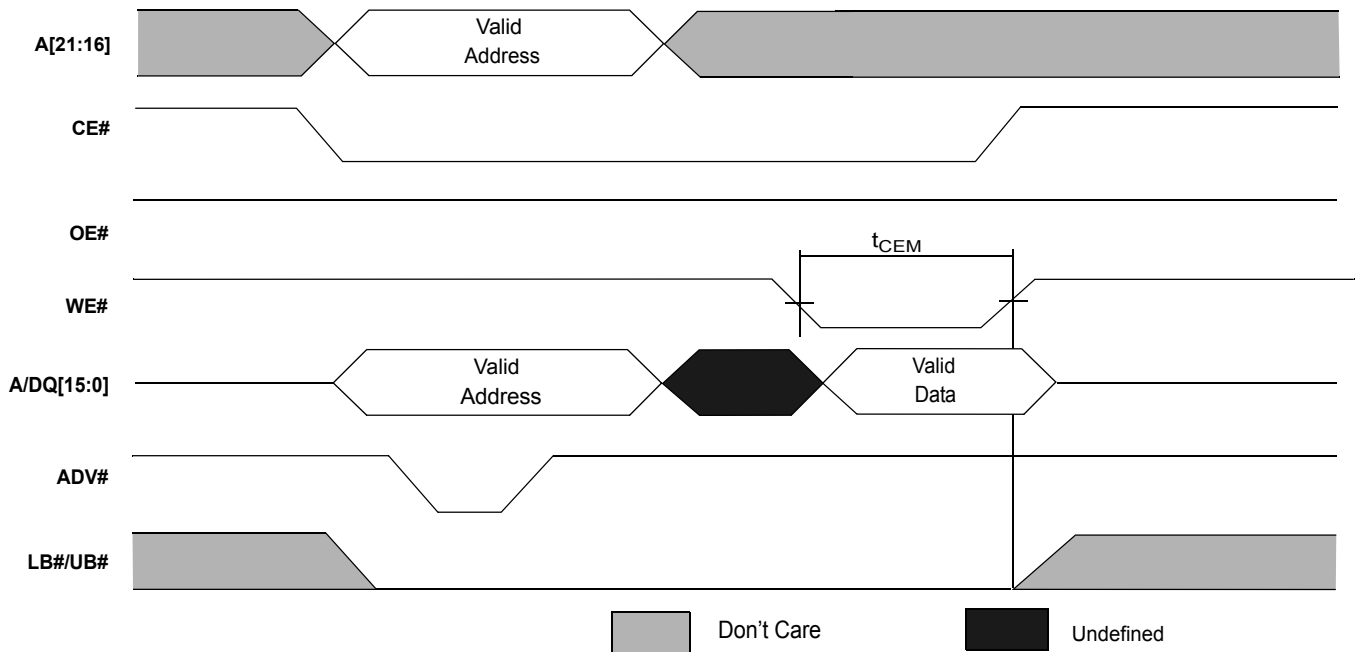 A[21:16]
Valid
Address
CE#
OE#
tCEM
WE#
A/DQ[15:0]
Valid
Address
Valid
Data
ADV#
LB#/UB#
Don't Care
Undefined